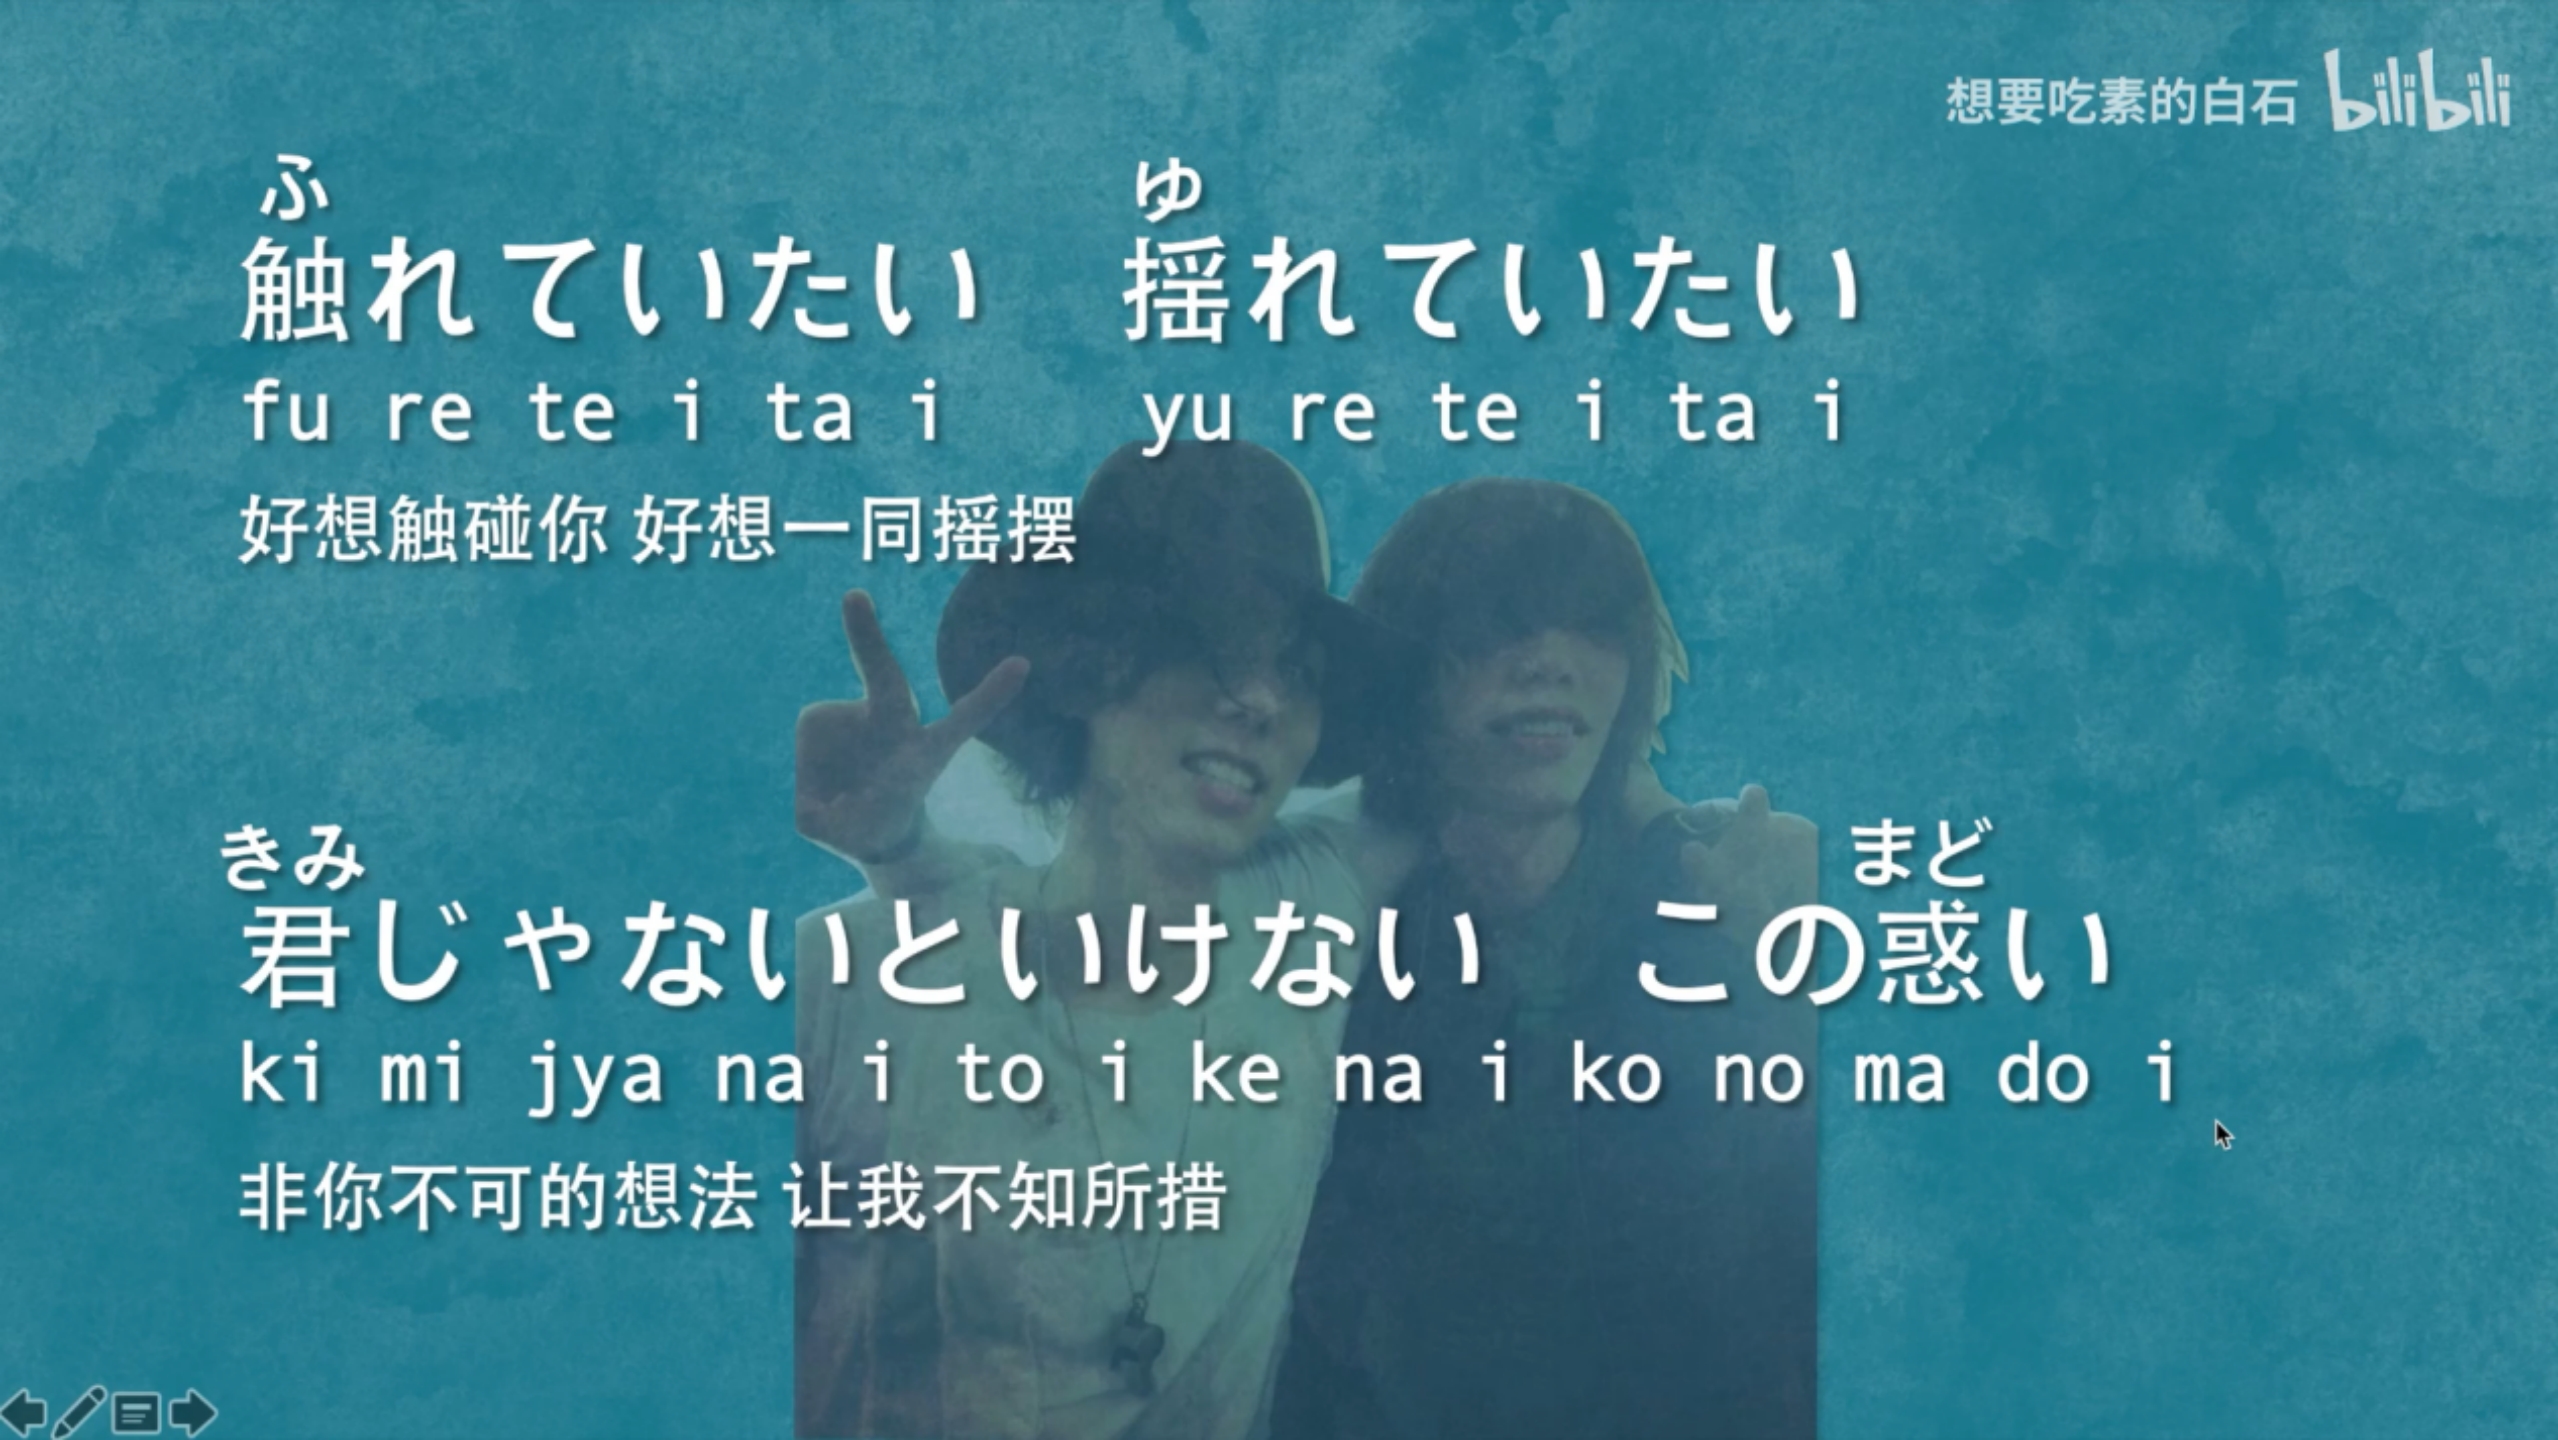 想要吃素的白石 bilibili
ふ ゆ
触れていたい 揺れていたい
fu re te i ta i yu re te i ta i
好想触碰你 好想一同摇摆
きみ まど
君じゃないといけない この惑い
ki mi jya na i to i ke na i ko no ma do i
非你不可的想法 让我不知所措